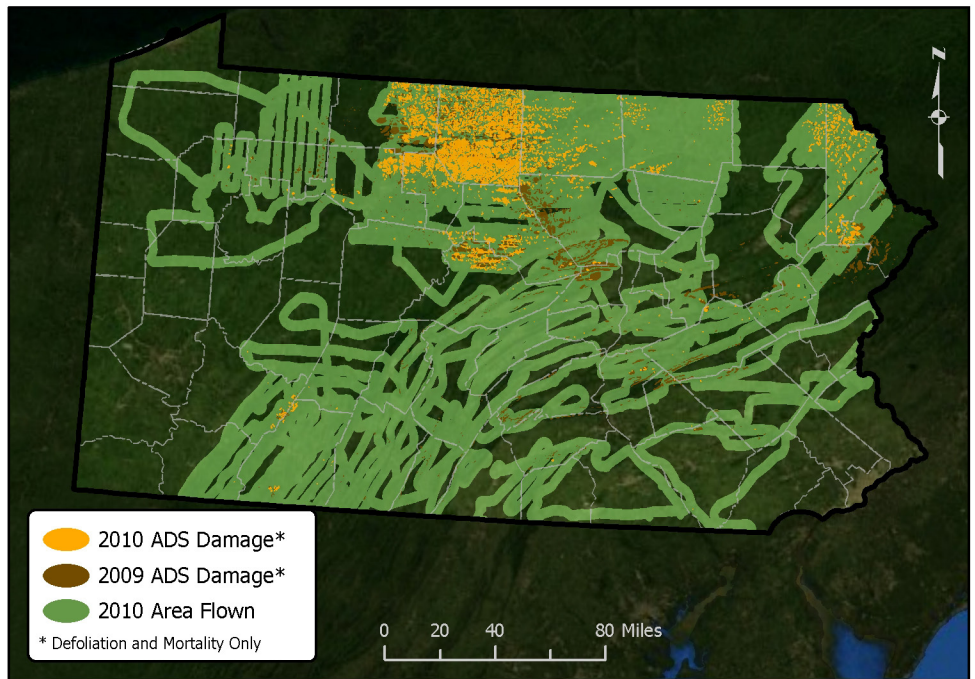 N
2010 ADS Damage*
2009 ADS Damage*
2010 Area Flown
* Defoliation and Mortality Only
0 20 40 80 Miles